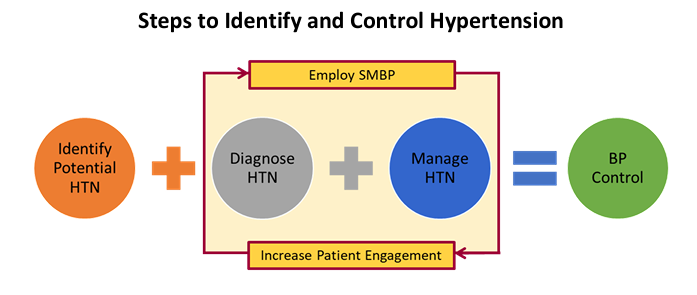 Steps to Identify and Control Hypertension
Employ SMBP
Identify
Potential
HTN
Diagnose
HTN
Manage
HTN
BP
Control
Increase Patient Engagement